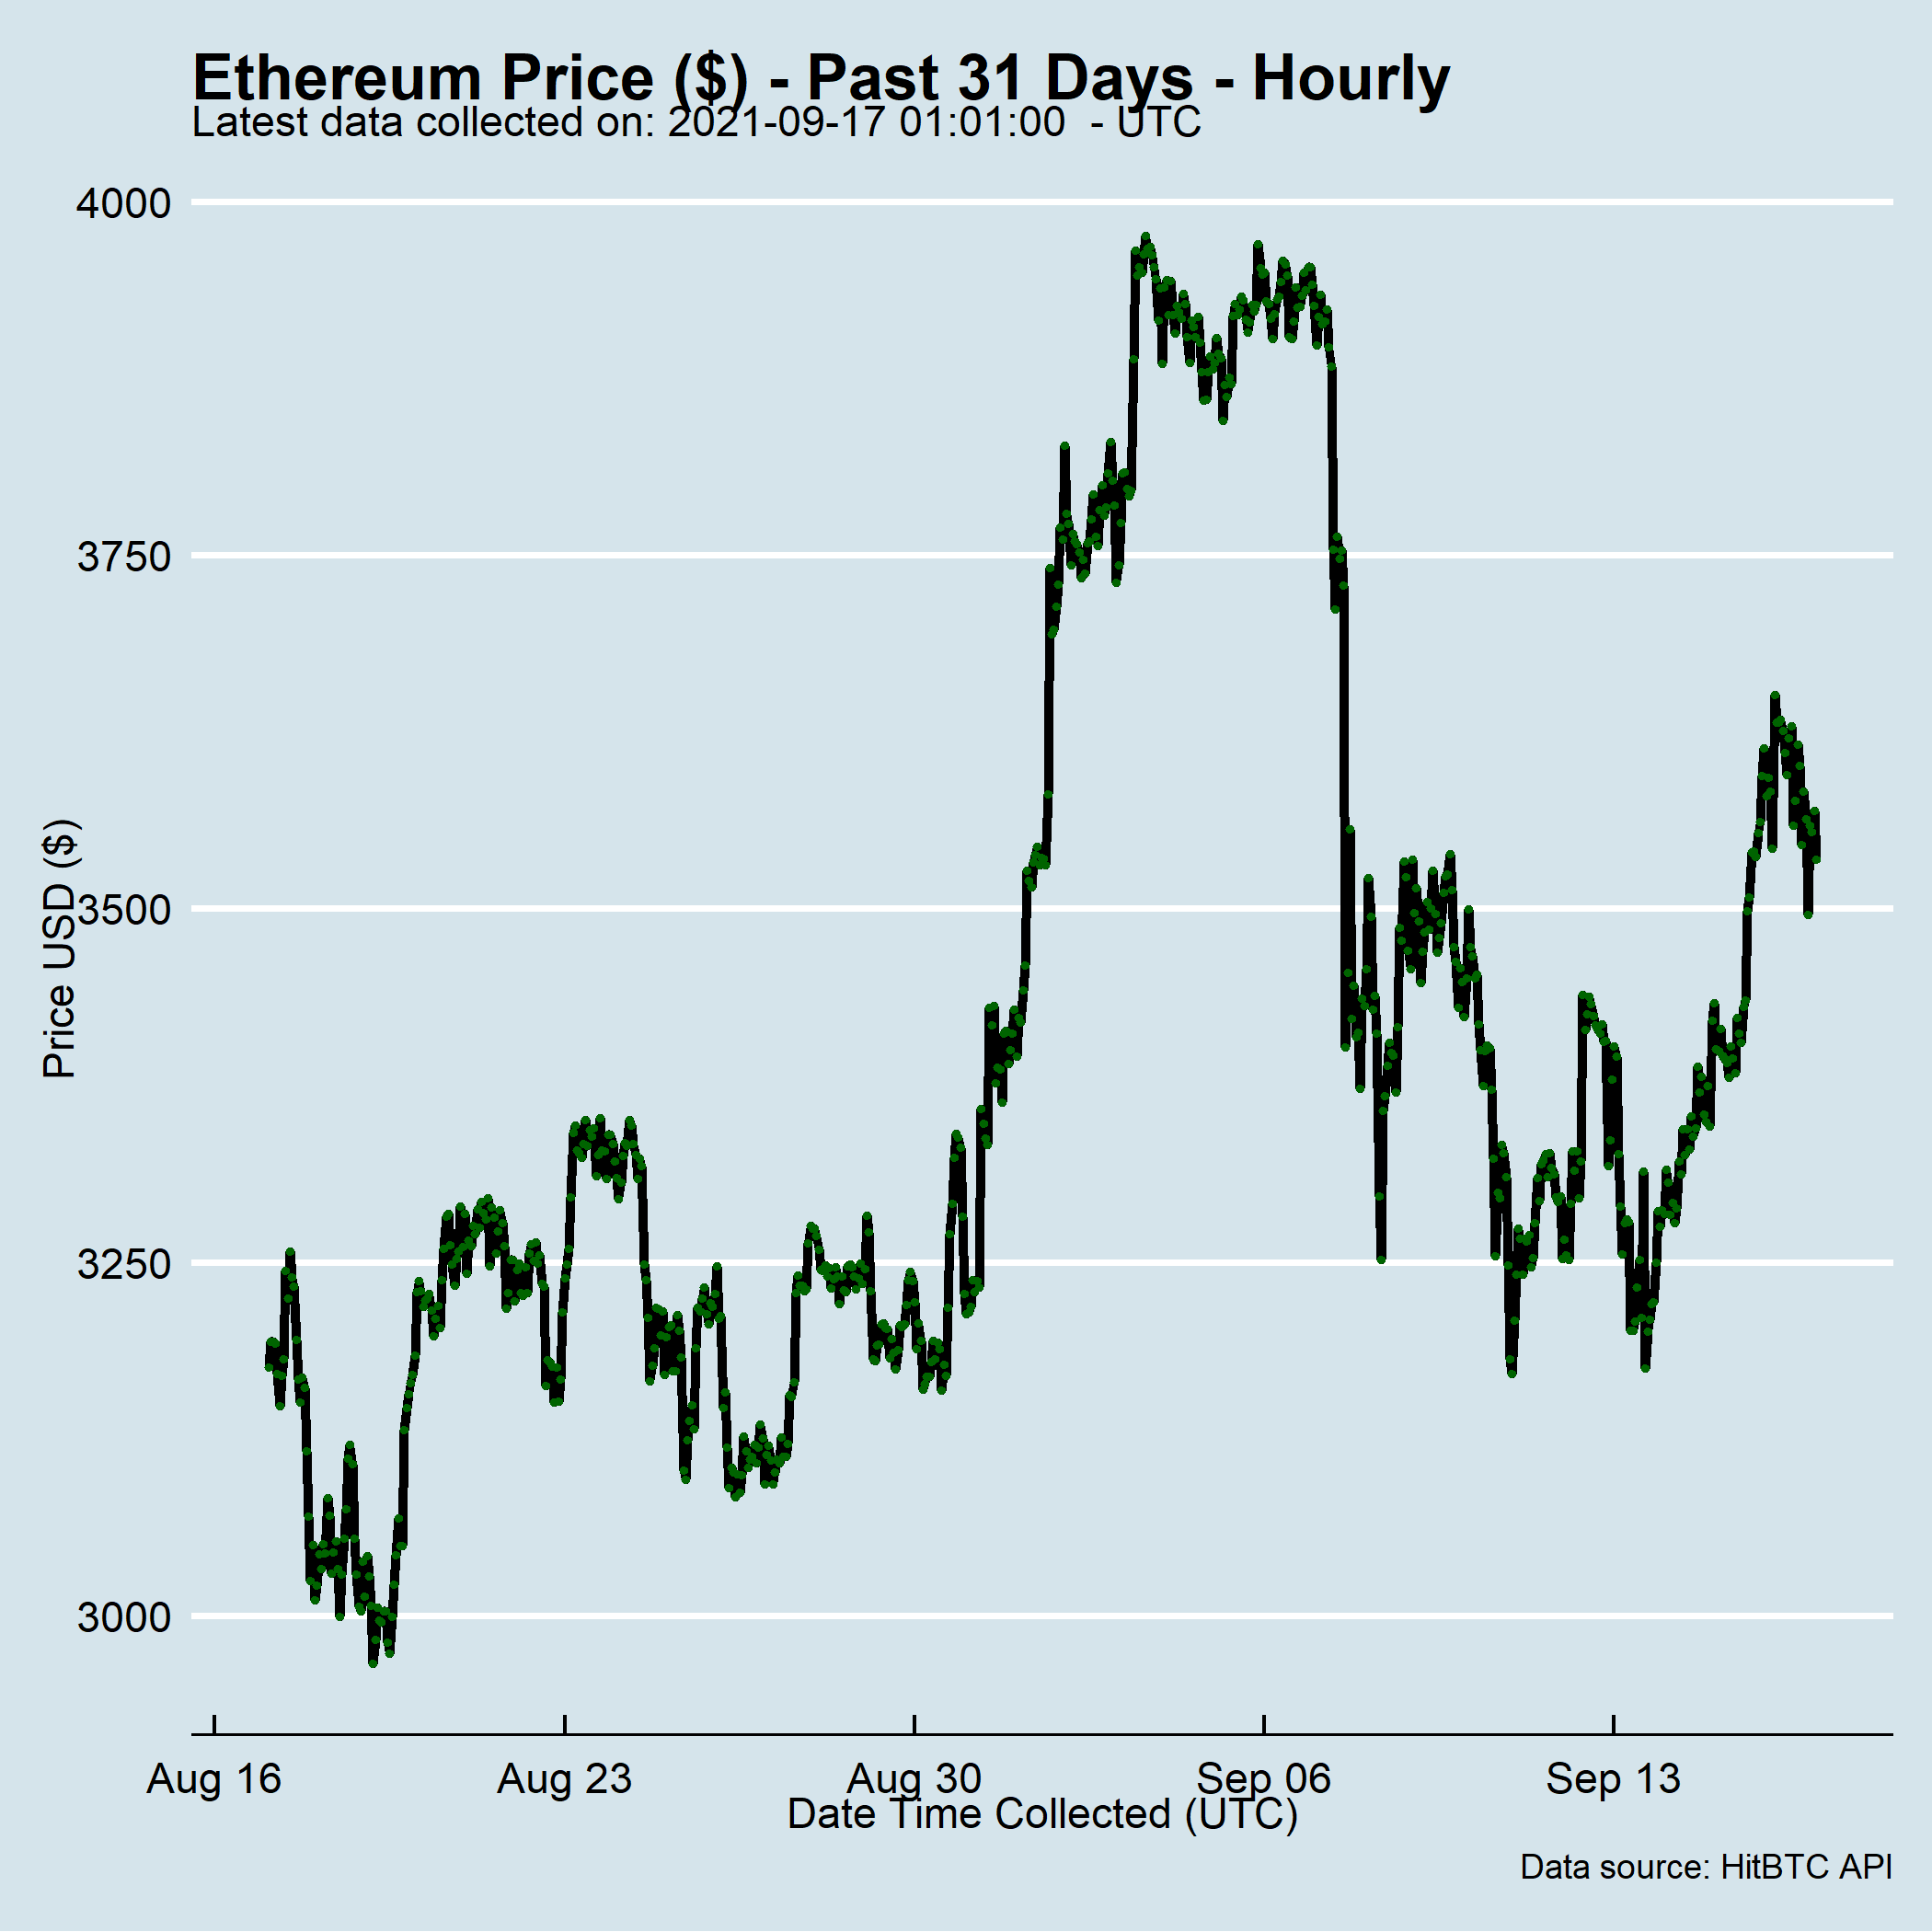 Ethereum Price ($) - Past 31 Days - Hourly
Latest data collected on: 2021-09-17 01:01:00  - UTC
4000
3750
3500
3250
3000
Price USD ($)
Aug 16
Aug 23
Aug 30
Sep 06
Sep 13
Date Time Collected (UTC)
Data source: HitBTC API